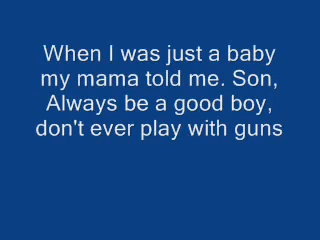 When I was just a baby
my mama told me. Son,
Always be a good boy,
don't ever play with guns